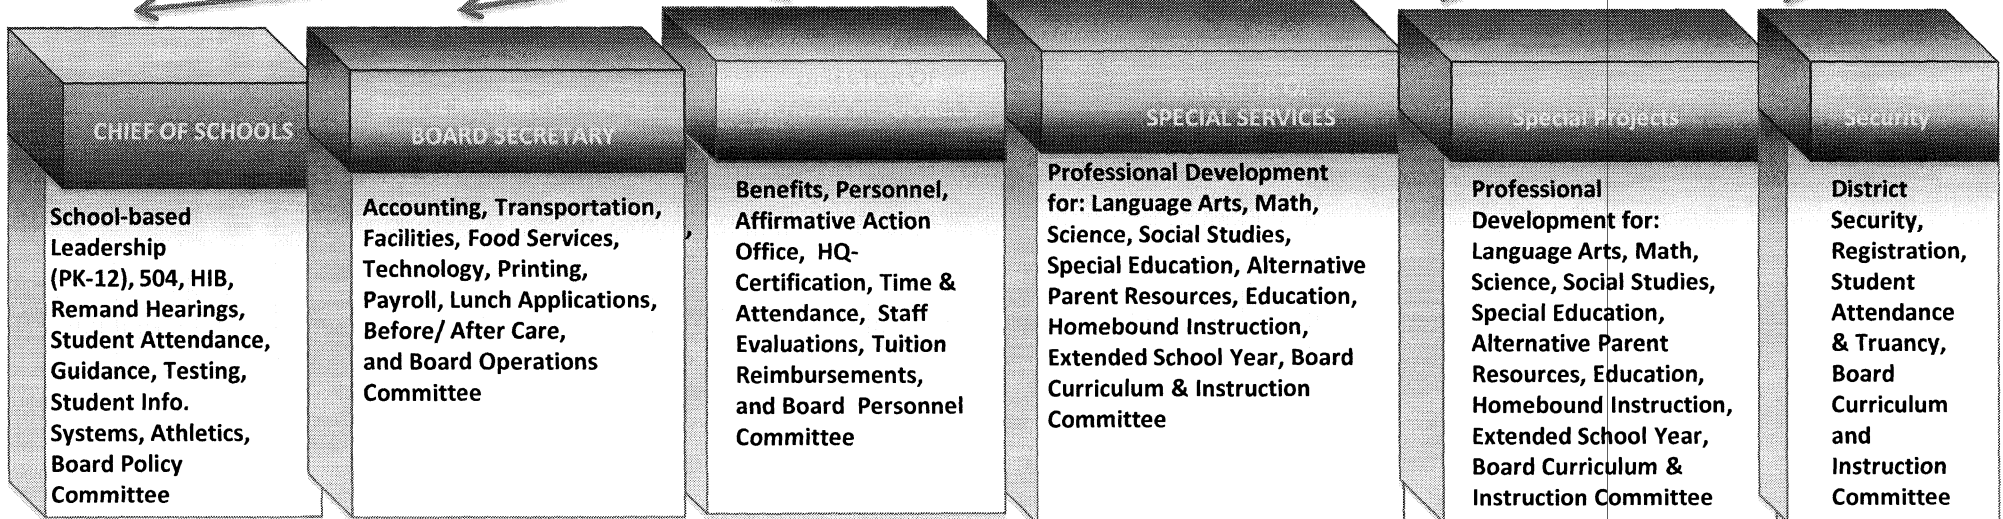 CHIEF OF SCHOOLS
School-based
Leadership
(PK-12), 504, HIB,
Remand Hearings,
Student Attendance,
Guidance, Testing,
Student Info.
Systems, Athletics,
Board Policy
Committee
BOARD SECRETARY
Accounting, Transportation,
Facilities, Food Services,
Technology, Printing,
Payroll, Lunch Applications,
Before/ After Care,
and Board Operations
Committee
,
Benefits, Personnel,
Affirmative Action
Office, HQ-
Certification, Time &
Attendance, Staff
Evaluations, Tuition
Reimbursements,
and Board Personnel
Committee
SPECIAL SERVICES
Professional Development
for: Language Arts, Math,
Science, Social Studies,
Special Education, Alternative
Parent Resources, Education,
Homebound Instruction,
Extended School Year, Board
Curriculum & Instruction
Committee
Special Projects
Professional
Development for:
Language Arts, Math,
Science, Social Studies,
Special Education,
Alternative Parent
Resources, Education,
Homebound Instruction,
Extended School Year,
Board Curriculum &
Instruction Committee
Security
District
Security,
Registration,
Student
Attendance
& Truancy,
Board
Curriculum
and
Instruction
Committee